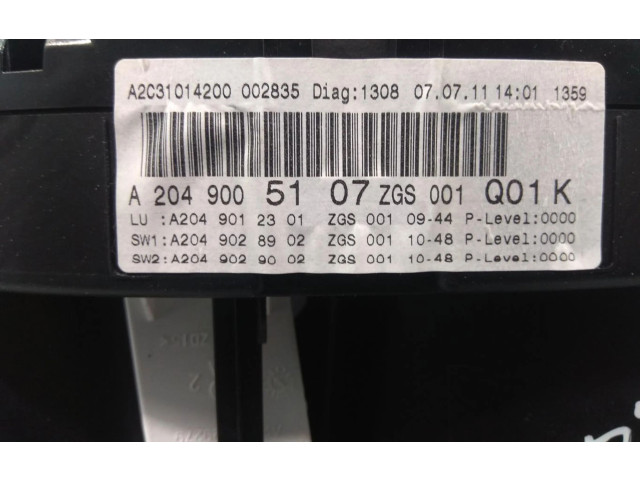 A2C31014200 002835 Diag:1308 07.07.11 14:01 1359
A 204 900 51 07 ZGS 001 Q01 K
LU :A204 901 23 01 ZGS 001 09-44 P-Level:0000
SW1:A204 902 89 02 ZGS 001 10-48 P-Level:0000
SW2:A204 902 90 02 ZGS 001 10-48 P-Level:0000